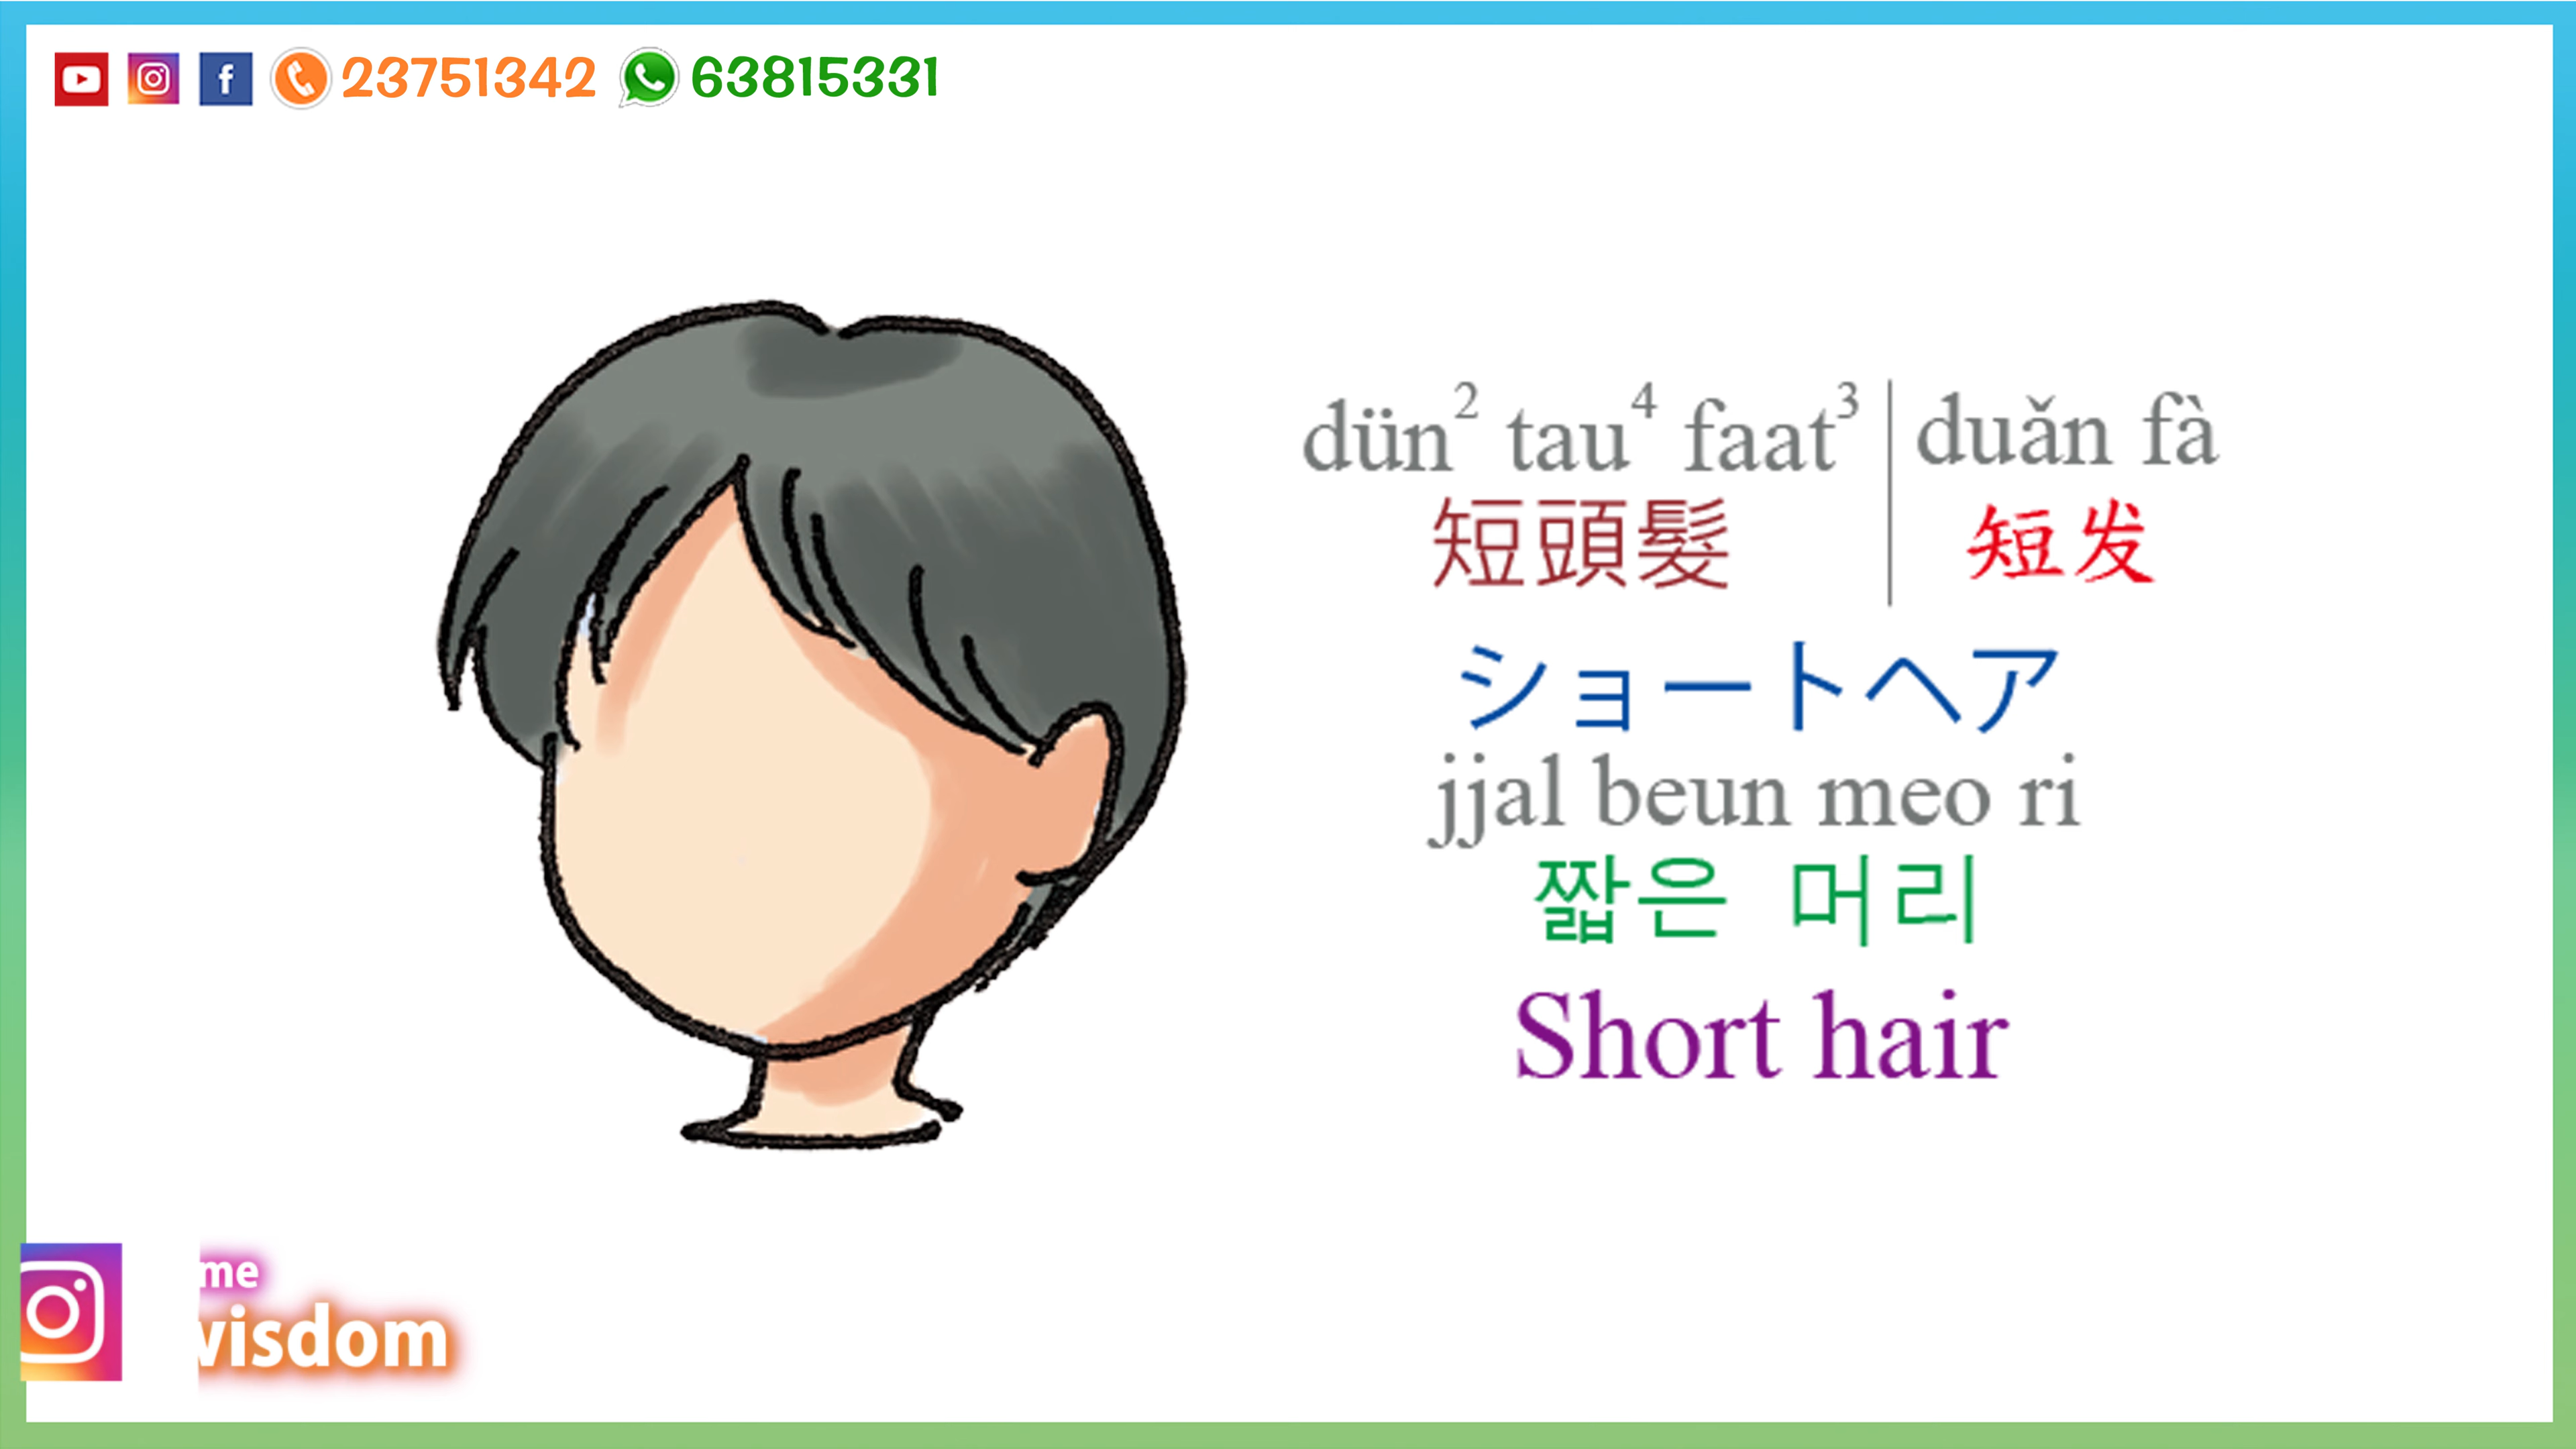 23751342 63815331
dün² tau⁴ faat³ duǎn fà
短頭髮 短发
ショートヘア
jjal beun meo ri
짧은 머리
Short hair
me
wisdom